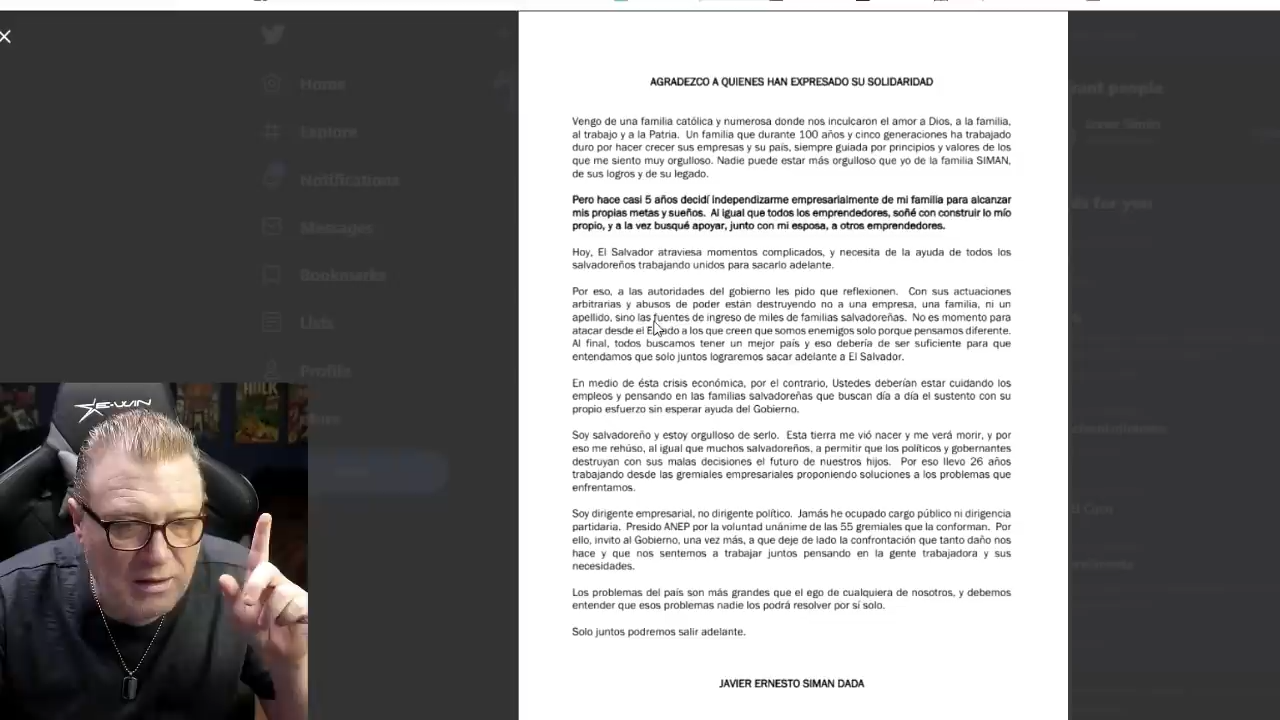 Home
Explore
Notifications
Messages
Bookmarks
Lists
Profile
AGRADEZCO A QUIENES HAN EXPRESADO SU SOLIDARIDAD
Vengo de una familia católica y numerosa donde nos inculcaron el amor a Dios, a la familia,
al trabajo y a la Patria. Un familia que durante 100 años y cinco generaciones ha trabajado
duro por hacer crecer sus empresas y su país, siempre guiada por principios y valores de los
que me siento muy orgulloso. Nadie puede estar más orgulloso que yo de la familia SIMAN,
de sus logros y de su legado.
Pero hace casi 5 años decidí independizarme empresarialmente de mi familia para alcanzar
mis propias metas y sueños. Al igual que todos los emprendedores, soñé con construir lo mío
propio, y a la vez busqué apoyar, junto con mi esposa, a otros emprendedores.
Hoy, El Salvador atraviesa momentos complicados, y necesita de la ayuda de todos los
salvadoreños trabajando unidos para sacarlo adelante.
Por eso, a las autoridades del gobierno les pido que reflexionen. Con sus actuaciones
arbitrarias y abusos de poder están destruyendo no a una empresa, una familia, ni un
apellido, sino las fuentes de ingreso de miles de familias salvadoreñas. No es momento para
atacar desde el Estado a los que creen que somos enemigos solo porque pensamos diferente.
Al final, todos buscamos tener un mejor país y eso debería de ser suficiente para que
entendamos que solo juntos lograremos sacar adelante a El Salvador.
En medio de ésta crisis económica, por el contrario, Ustedes deberían estar cuidando los
empleos y pensando en las familias salvadoreñas que buscan día a día el sustento con su
propio esfuerzo sin esperar ayuda del Gobierno.
Soy salvadoreño y estoy orgulloso de serlo. Esta tierra me vió nacer y me verá morir, y por
eso me rehúso, al igual que muchos salvadoreños, a permitir que los políticos y gobernantes
destruyan con sus malas decisiones el futuro de nuestros hijos. Por eso llevo 26 años
trabajando desde las gremiales empresariales proponiendo soluciones a los problemas que
enfrentamos.
Soy dirigente empresarial, no dirigente político. Jamás he ocupado cargo público ni dirigencia
partidaria. Presido ANEP por la voluntad unánime de las 55 gremiales que la conforman. Por
ello, invito al Gobierno, una vez más, a que deje de lado la confrontación que tanto daño nos
hace y que nos sentemos a trabajar juntos pensando en la gente trabajadora y sus
necesidades.
Los problemas del país son más grandes que el ego de cualquiera de nosotros, y debemos
entender que esos problemas nadie los podrá resolver por sí solo.
Solo juntos podremos salir adelante.
JAVIER ERNESTO SIMAN DADA
E-WIN
HULK